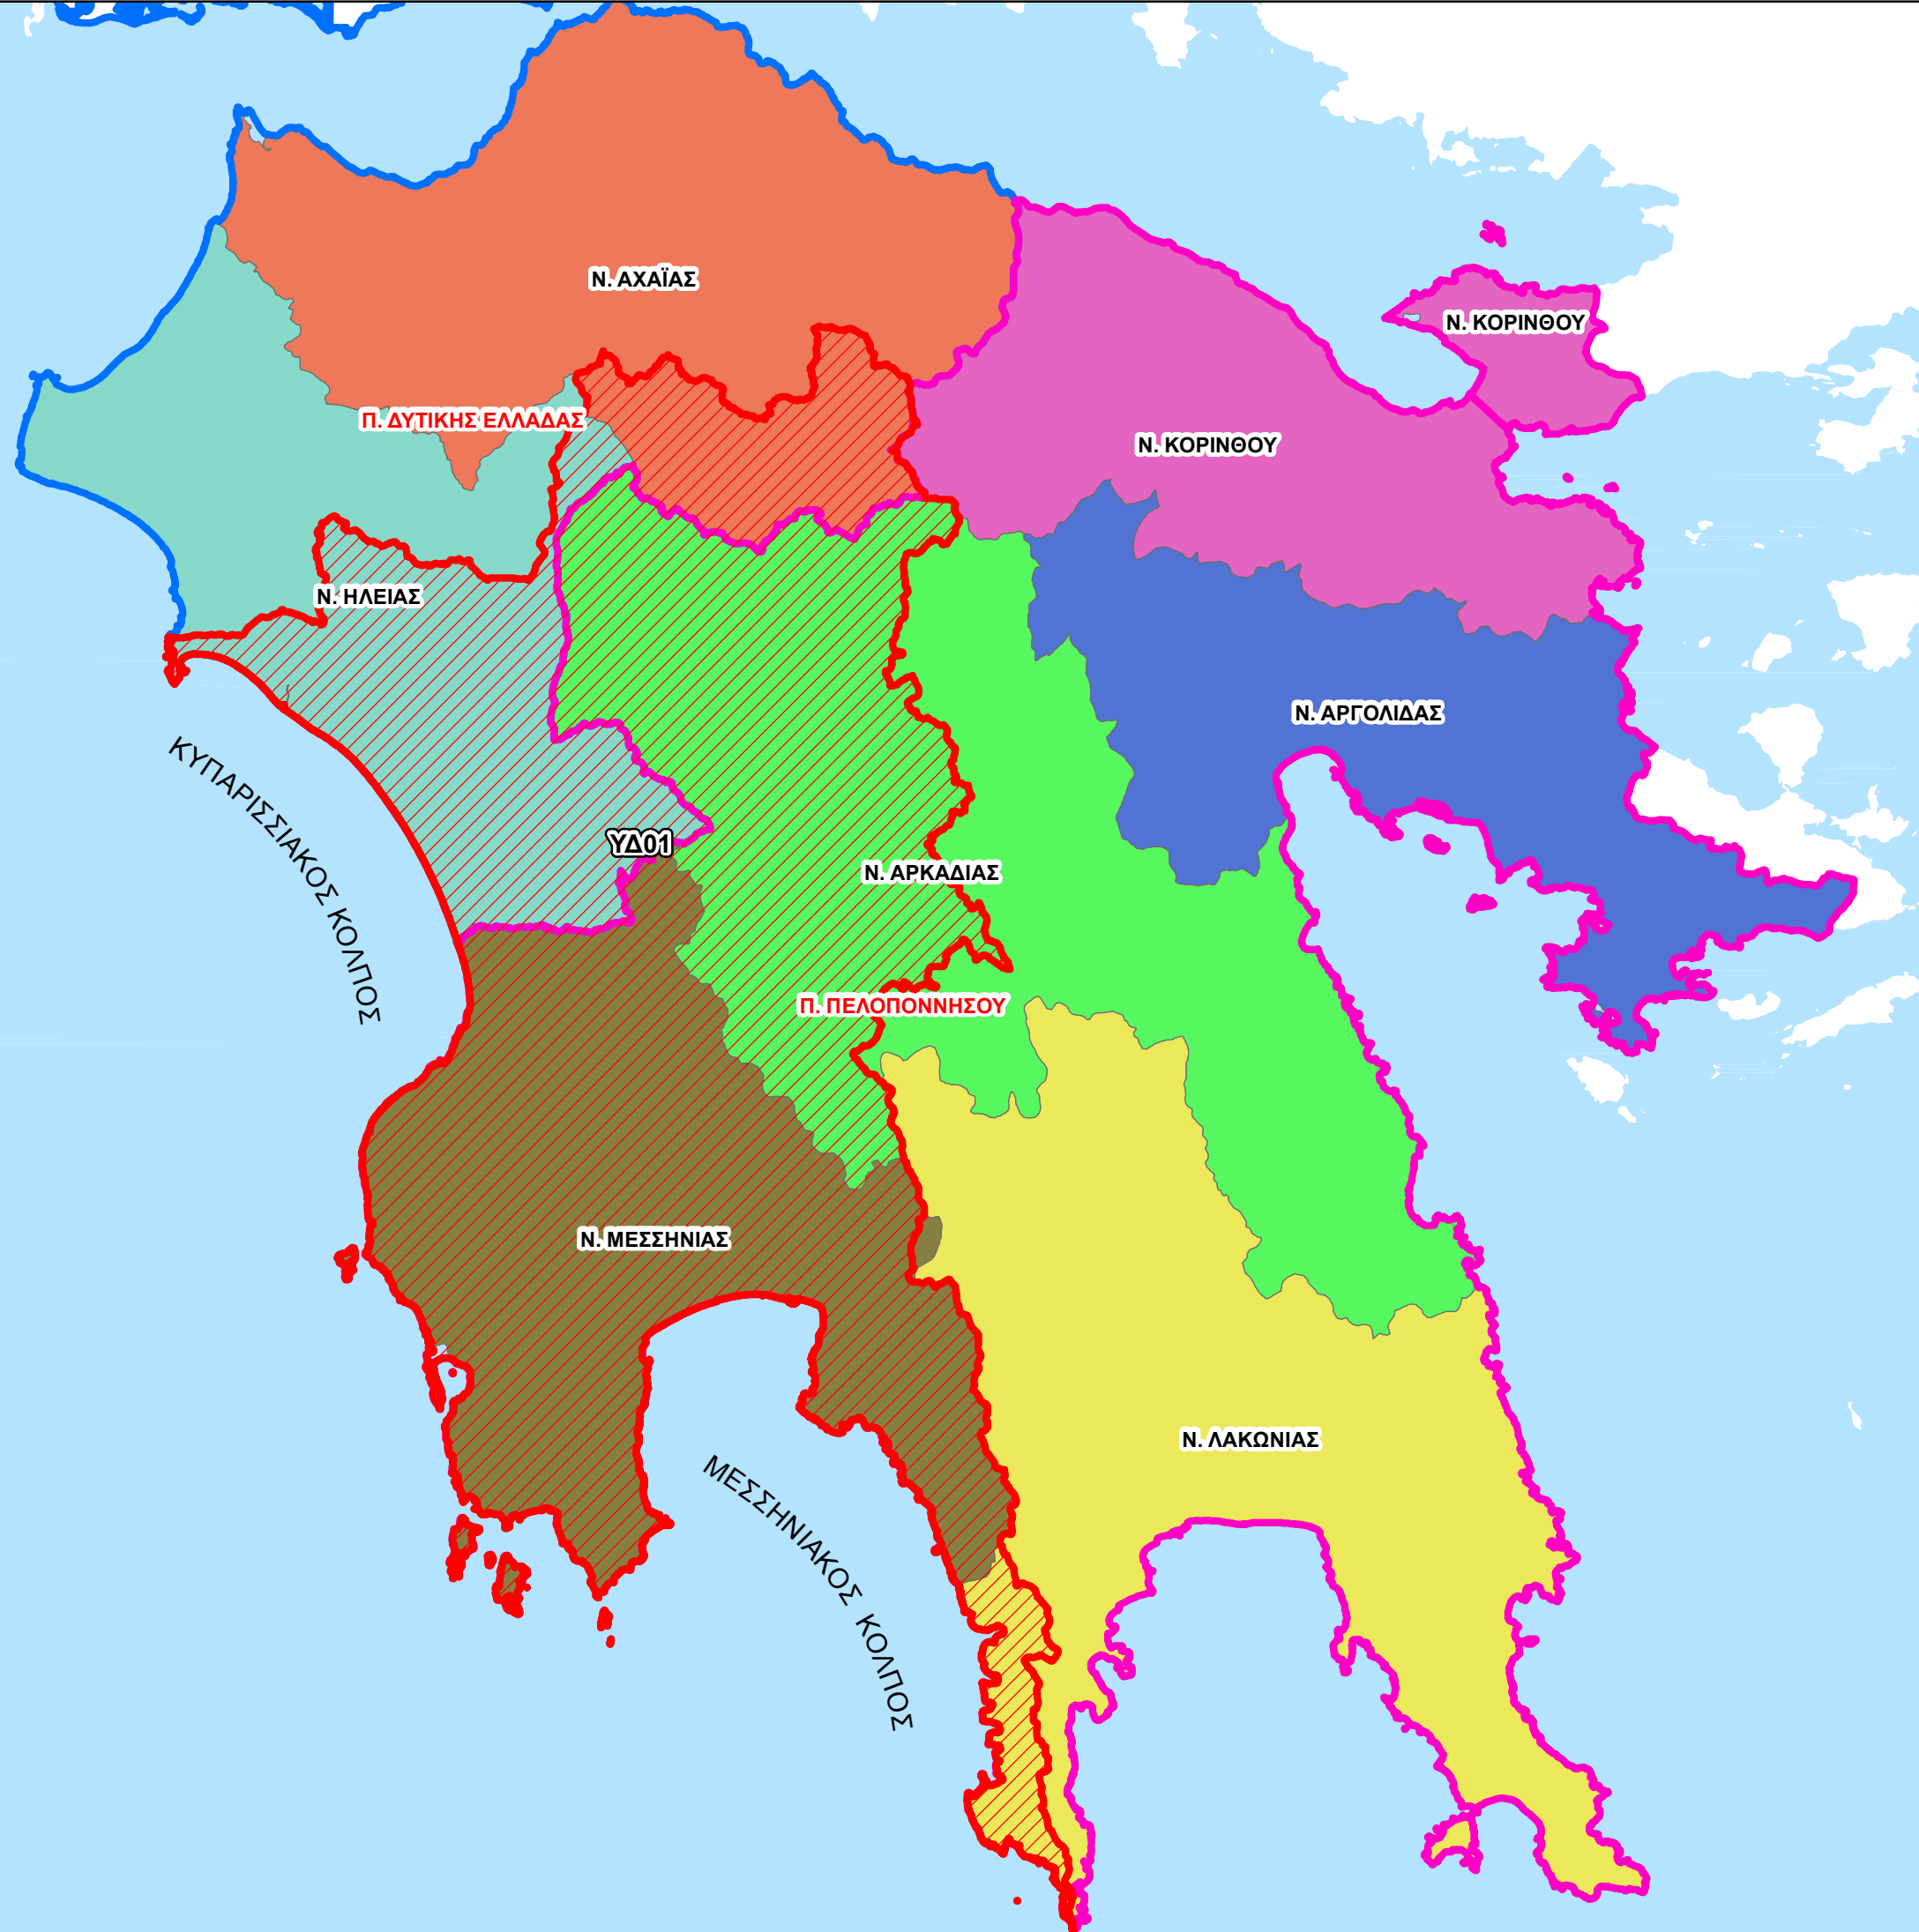 Ν. ΑΧΑΪΑΣ
Ν. ΚΟΡΙΝΘΟΥ
Π. ΔΥΤΙΚΗΣ ΕΛΛΑΔΑΣ
Ν. ΚΟΡΙΝΘΟΥ
Ν. ΗΛΕΙΑΣ
Ν. ΑΡΓΟΛΙΔΑΣ
ΚΥΠΑΡΙΣΣΙΑΚΟΣ ΚΟΛΠΟΣ
ΥΔ01
Ν. ΑΡΚΑΔΙΑΣ
Π. ΠΕΛΟΠΟΝΝΗΣΟΥ
Ν. ΜΕΣΣΗΝΙΑΣ
Ν. ΛΑΚΩΝΙΑΣ
ΜΕΣΣΗΝΙΑΚΟΣ ΚΟΛΠΟΣ